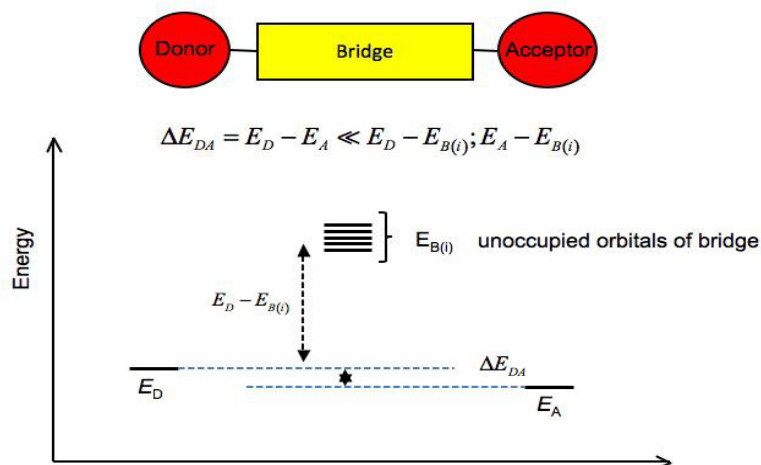 Donor Bridge Acceptor
ΔE_DA = E_D − E_A ≪ E_D − E_B(i); E_A − E_B(i)
Energy
E_B(i) unoccupied orbitals of bridge
E_D − E_B(i)
ΔE_DA
E_D
E_A